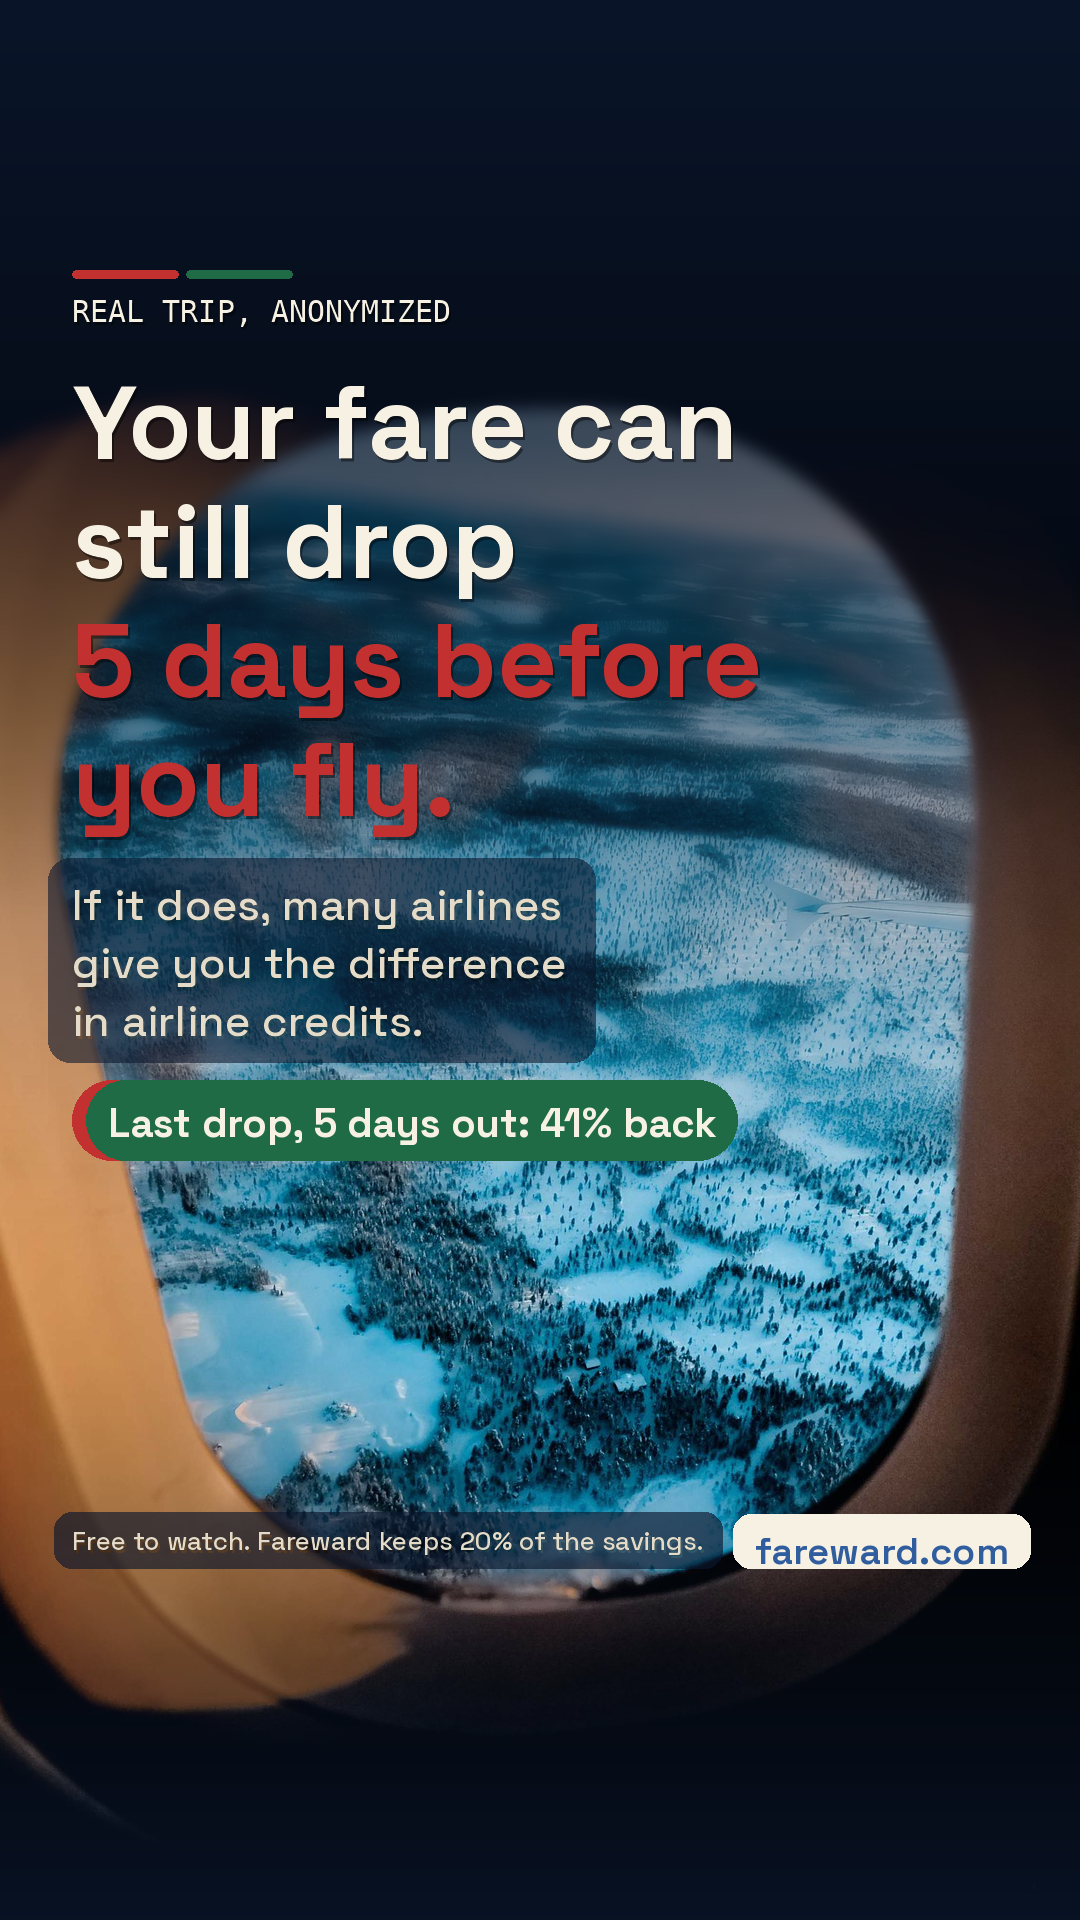 REAL TRIP, ANONYMIZED
Your fare can
still drop
5 days before
you fly.
If it does, many airlines
give you the difference
in airline credits.
Last drop, 5 days out: 41% back
Free to watch. Fareward keeps 20% of the savings.
fareward.com